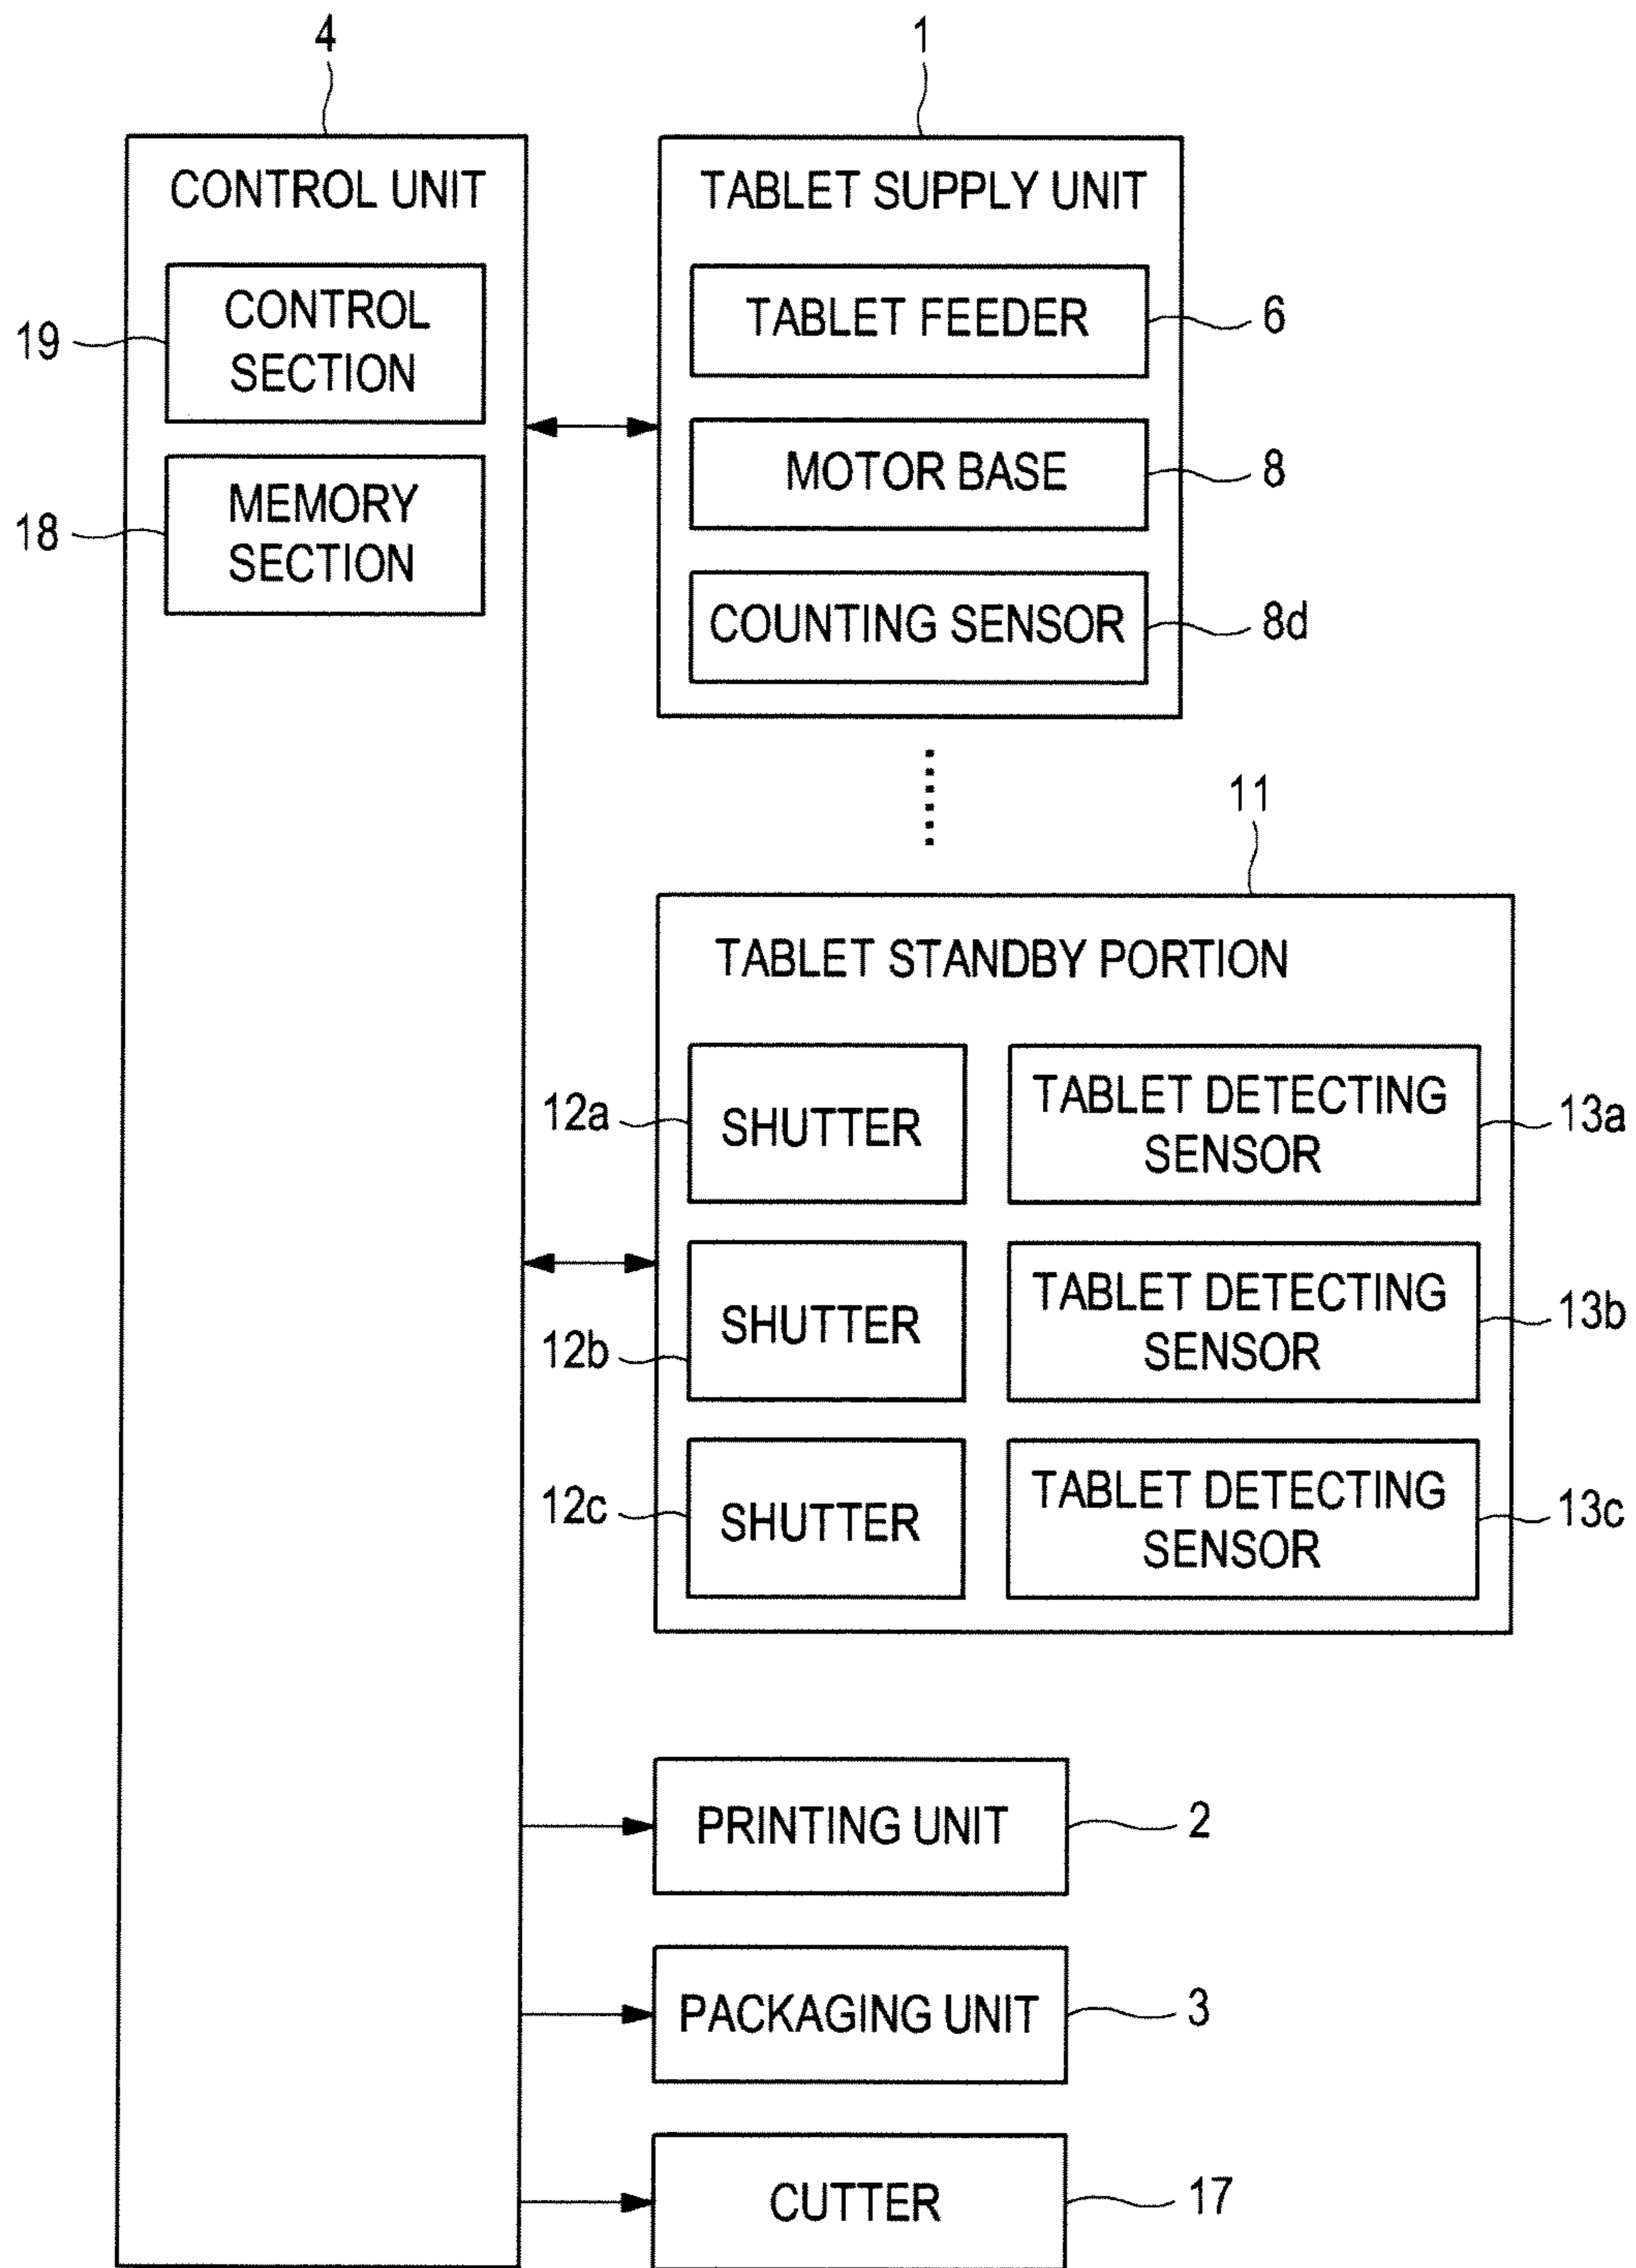 4
1
CONTROL UNIT
TABLET SUPPLY UNIT
19
CONTROL
SECTION
TABLET FEEDER
6
18
MEMORY
SECTION
MOTOR BASE
8
COUNTING SENSOR
8d
11
TABLET STANDBY PORTION
12a
SHUTTER
TABLET DETECTING
SENSOR
13a
12b
SHUTTER
TABLET DETECTING
SENSOR
13b
12c
SHUTTER
TABLET DETECTING
SENSOR
13c
PRINTING UNIT
2
PACKAGING UNIT
3
CUTTER
17